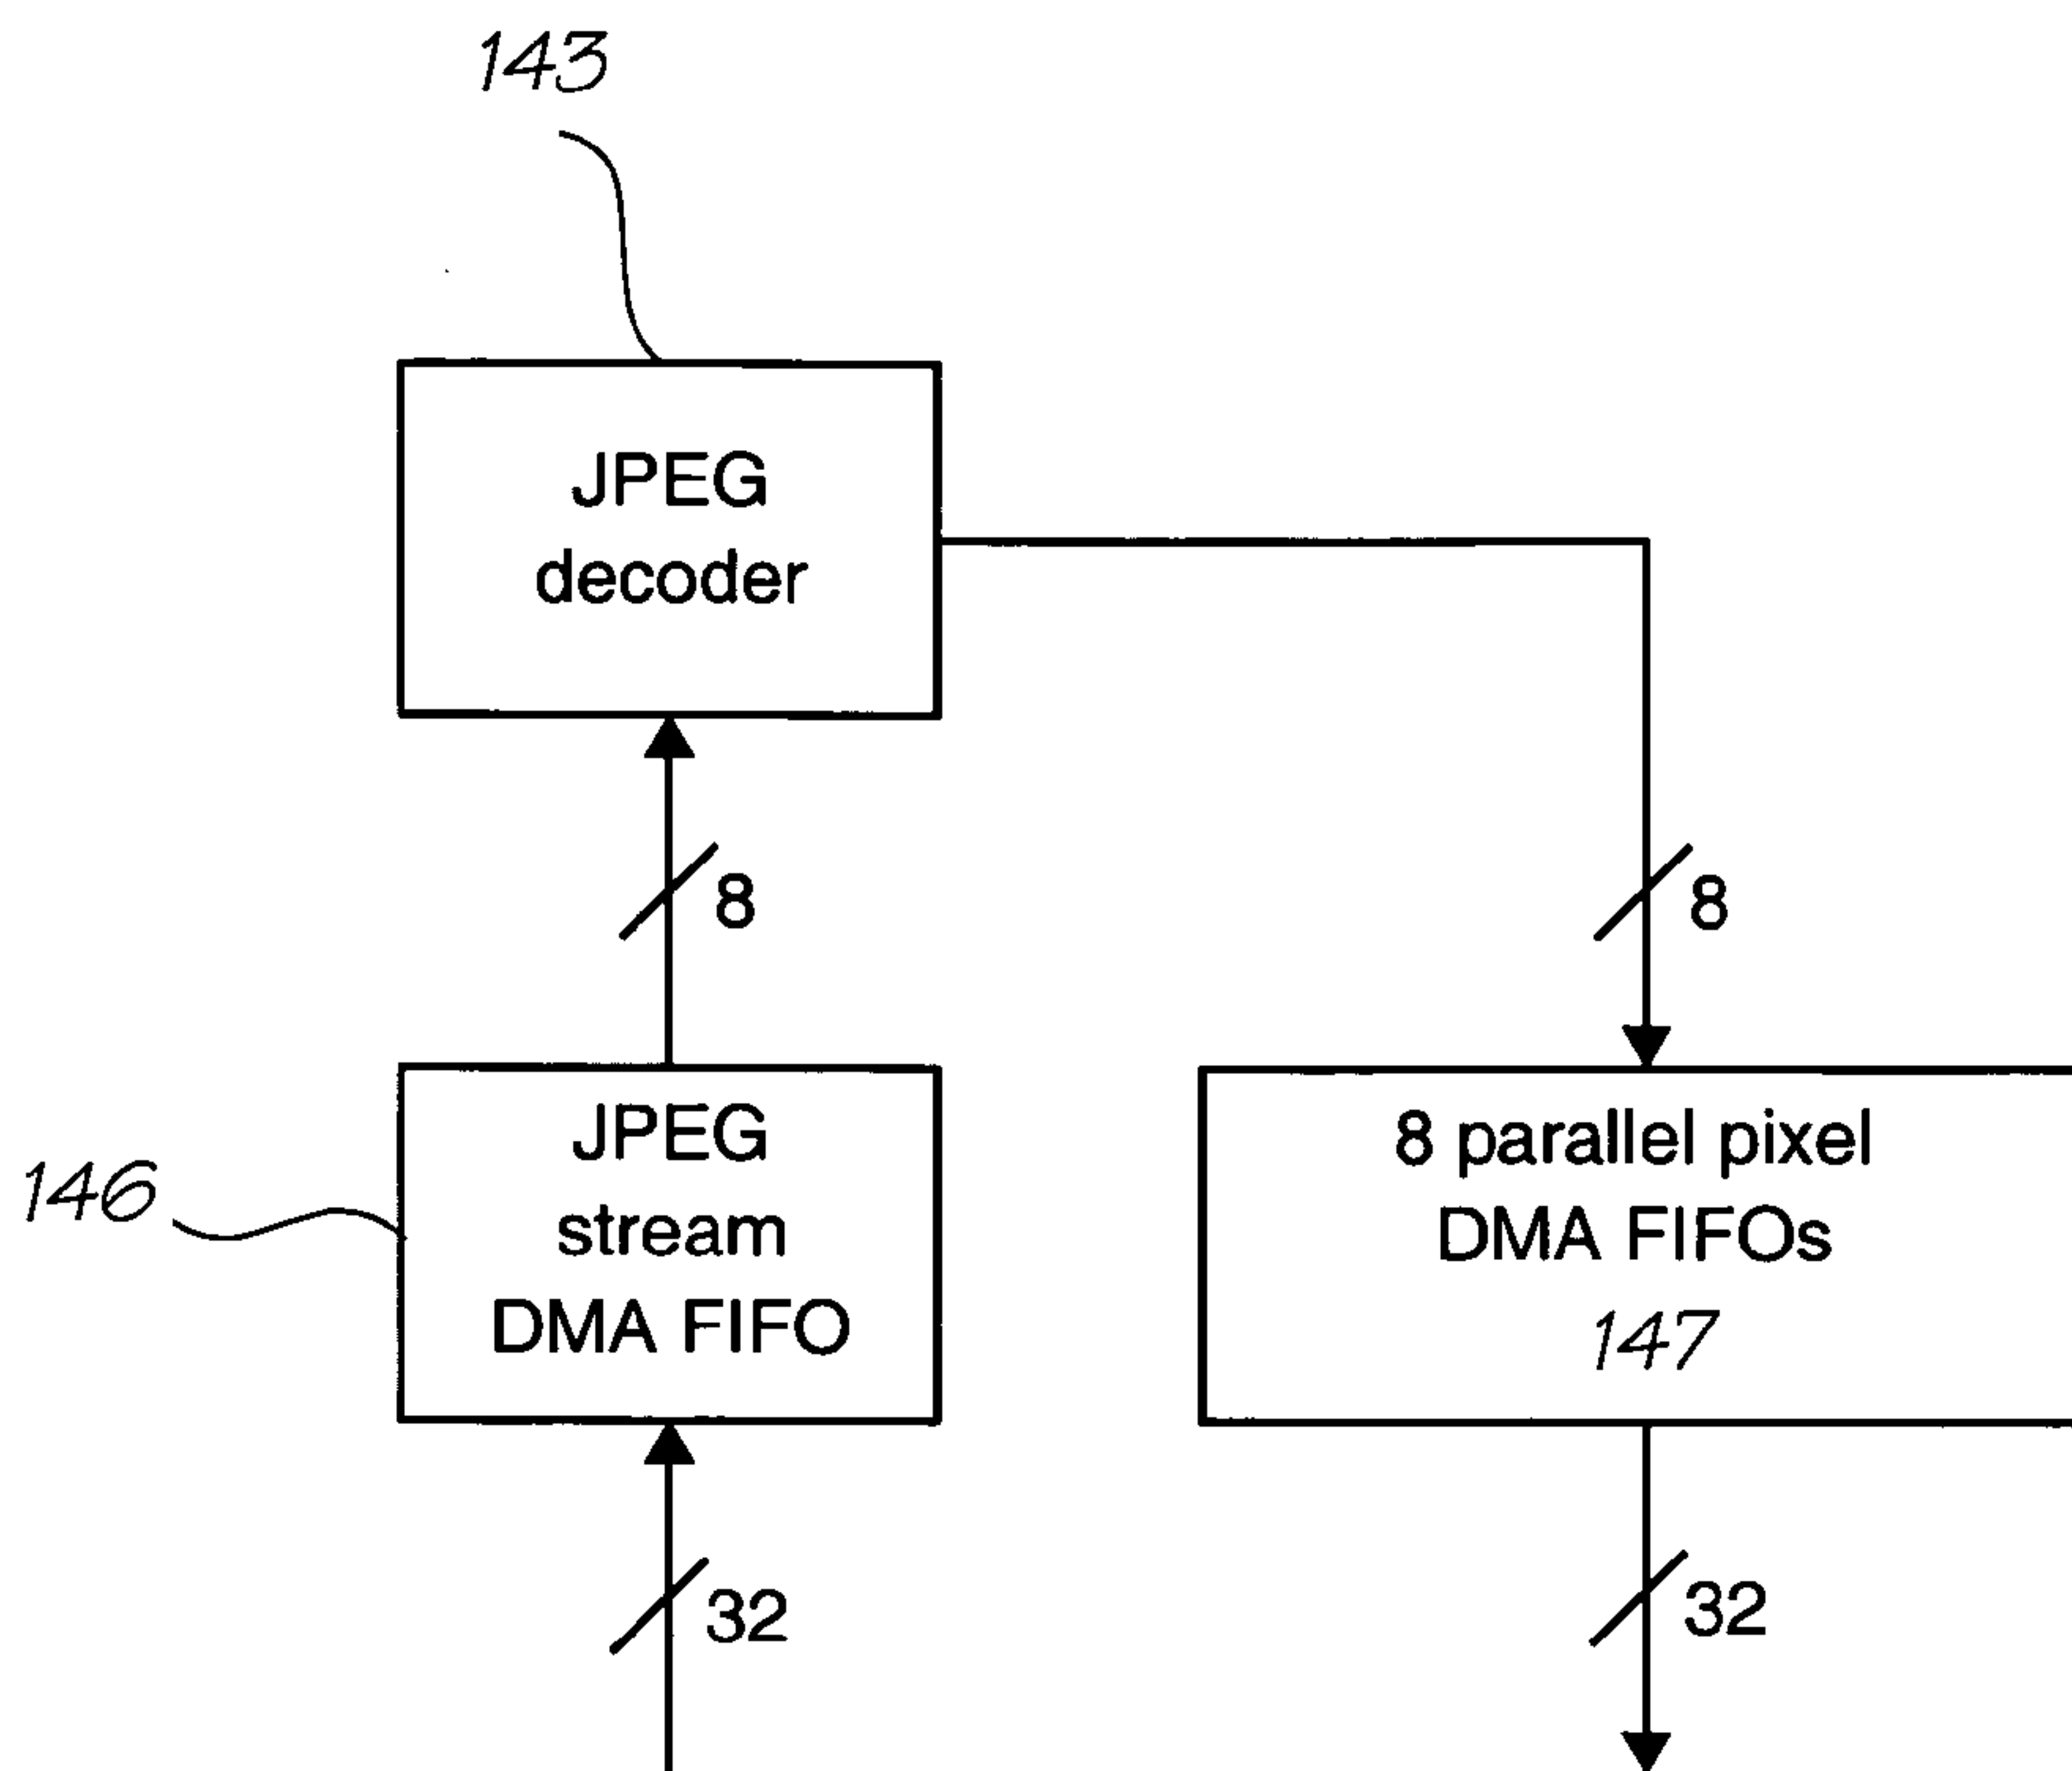 143
JPEG
decoder
8
8
JPEG
stream
DMA FIFO
146
8 parallel pixel
DMA FIFOs
147
32
32